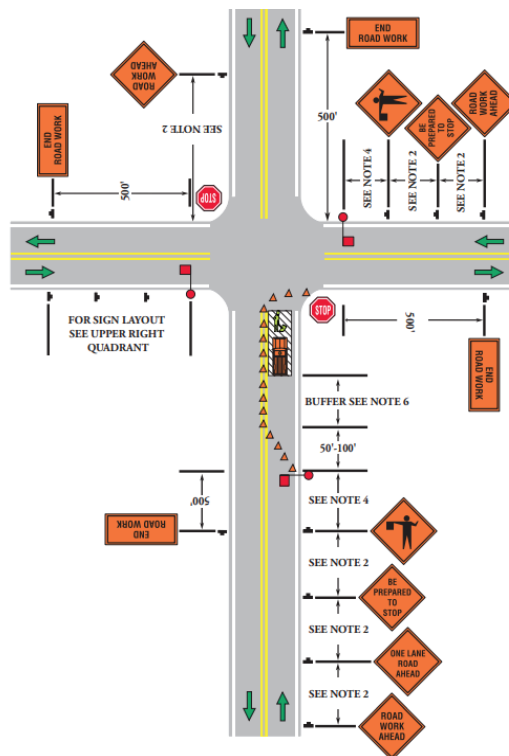 END
ROAD WORK
ROAD
WORK
AHEAD
END
ROAD WORK
SEE NOTE 2
500'
500'
SEE NOTE 4
SEE NOTE 2
SEE NOTE 2
BE
PREPARED
TO
STOP
ROAD
WORK
AHEAD
STOP
STOP
FOR SIGN LAYOUT
SEE UPPER RIGHT
QUADRANT
500'
END
ROAD WORK
BUFFER SEE NOTE 6
50'-100'
500'
END
ROAD WORK
SEE NOTE 4
SEE NOTE 2
BE
PREPARED
TO
STOP
SEE NOTE 2
ONE LANE
ROAD
AHEAD
SEE NOTE 2
ROAD
WORK
AHEAD